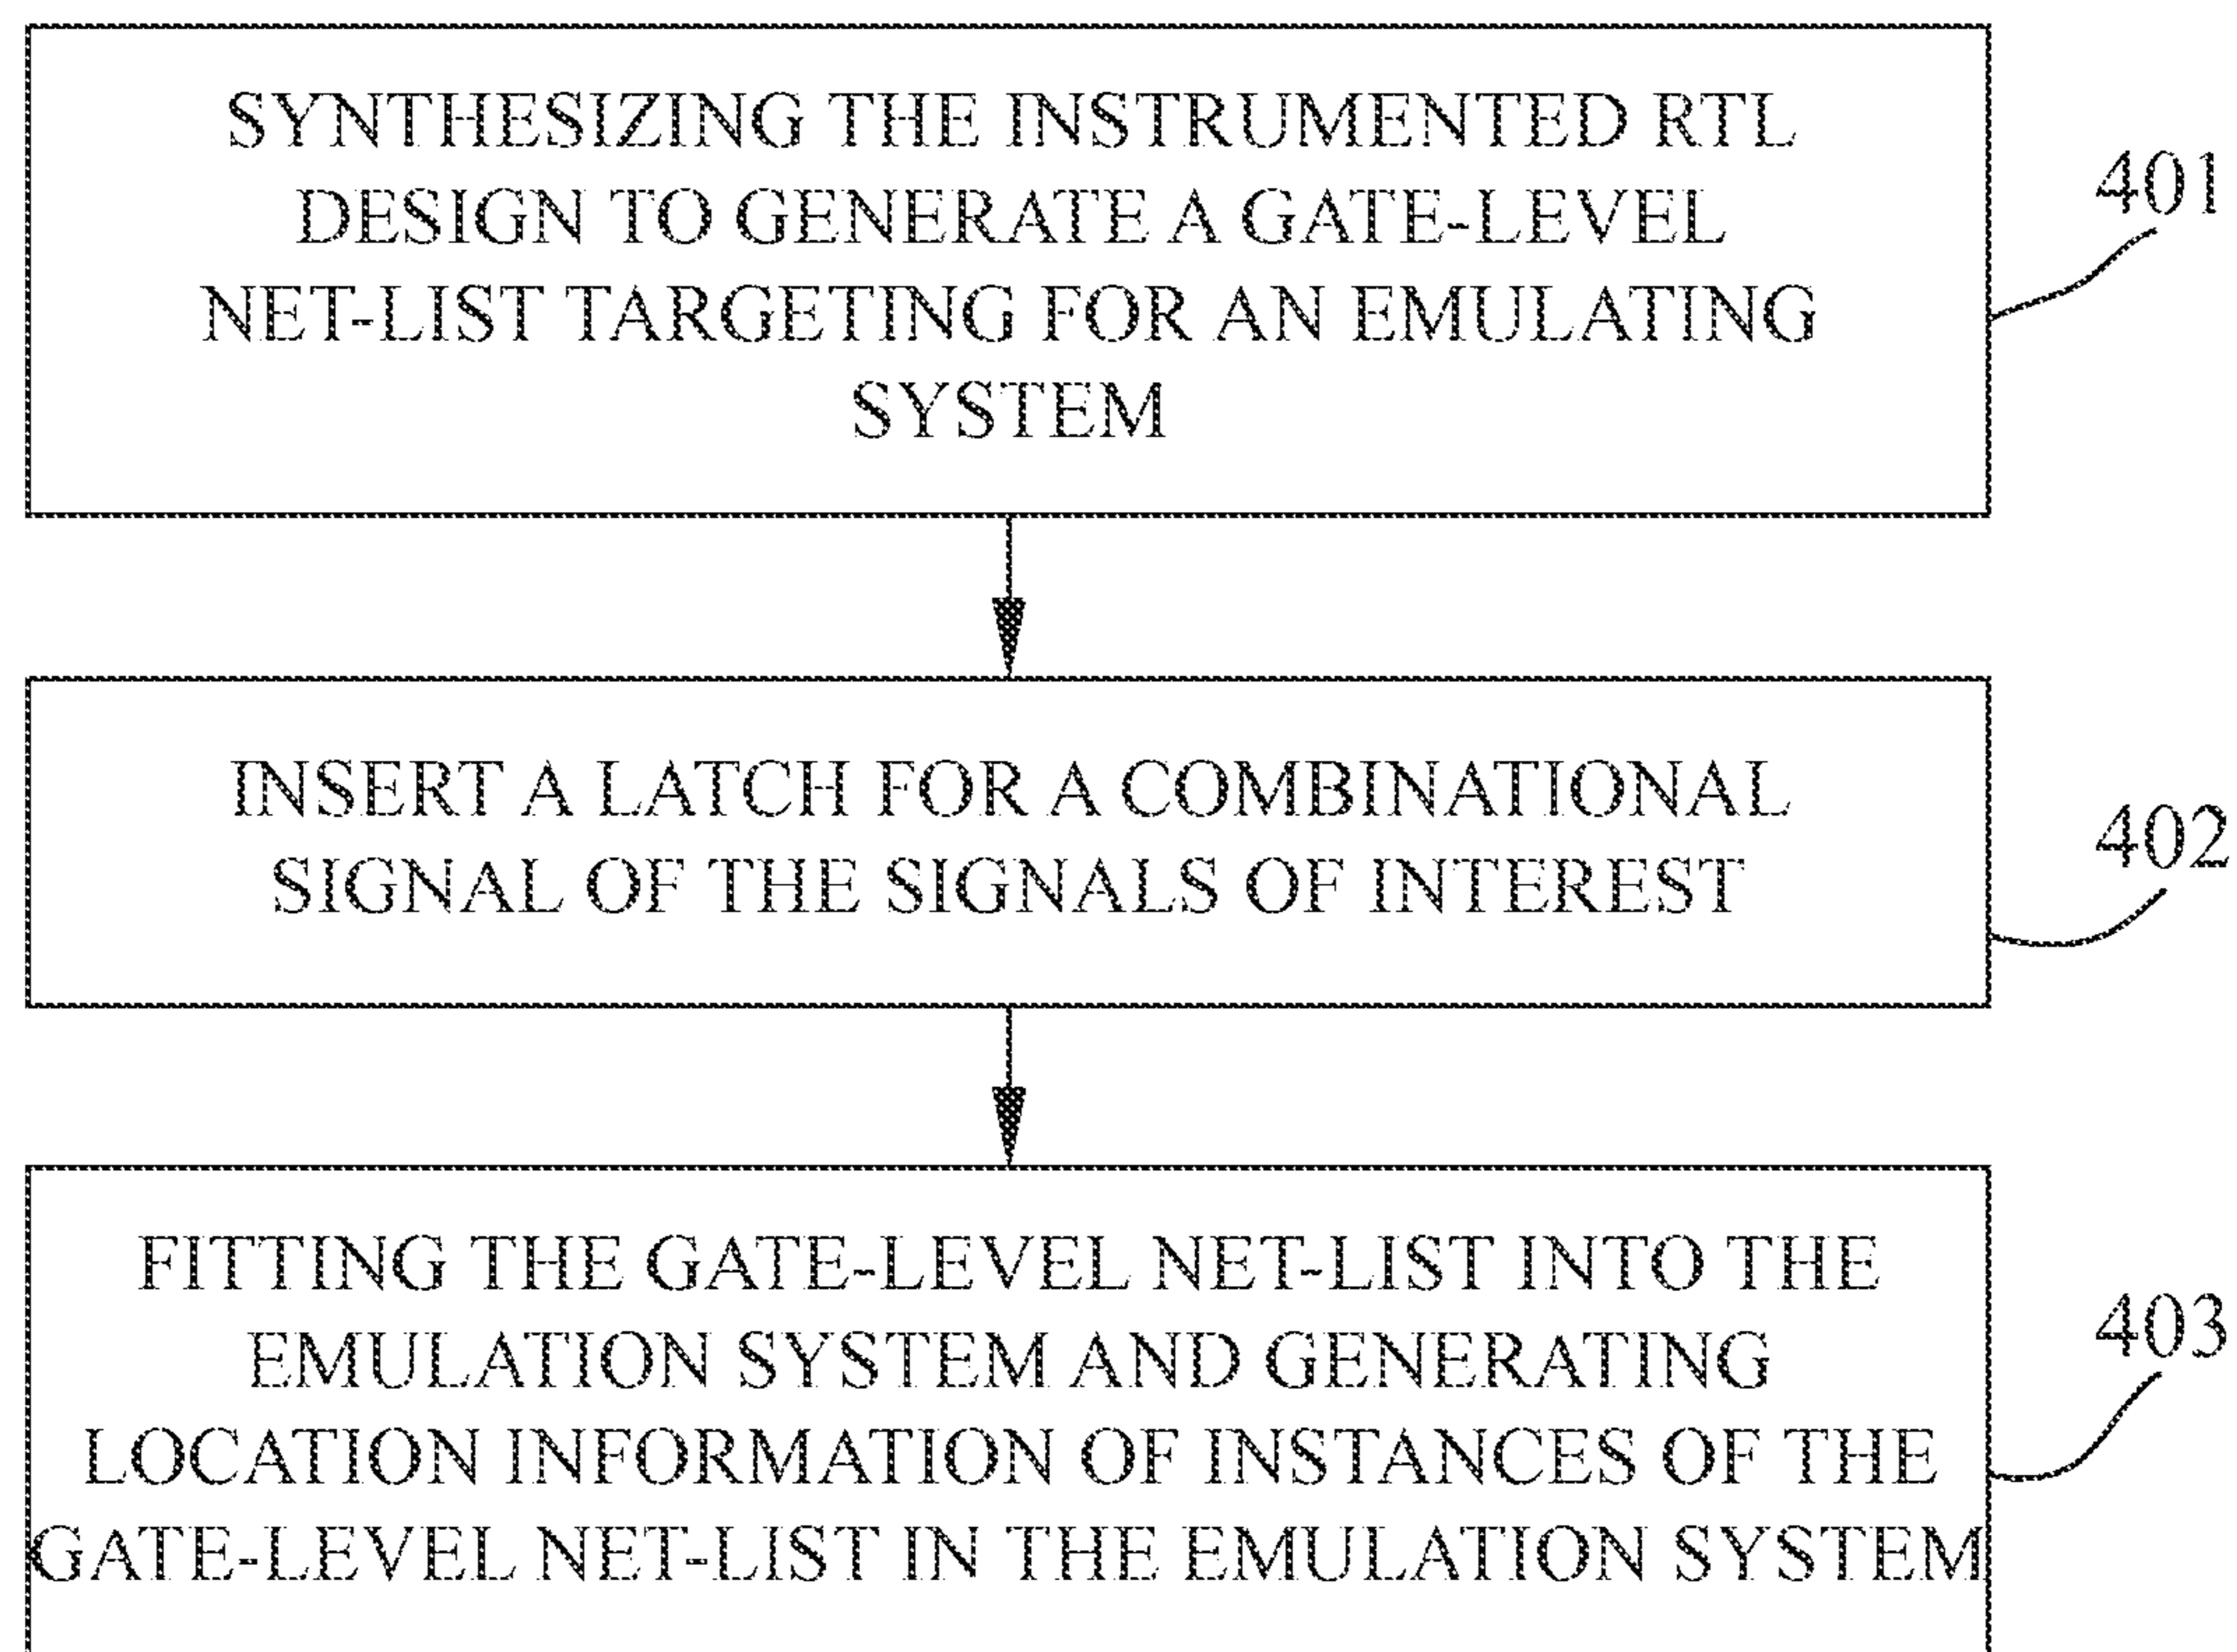 SYNTHESIZING THE INSTRUMENTED RTL
DESIGN TO GENERATE A GATE-LEVEL
NET-LIST TARGETING FOR AN EMULATING
SYSTEM
401
INSERT A LATCH FOR A COMBINATIONAL
SIGNAL OF THE SIGNALS OF INTEREST
402
FITTING THE GATE-LEVEL NET-LIST INTO THE
EMULATION SYSTEM AND GENERATING
LOCATION INFORMATION OF INSTANCES OF THE
GATE-LEVEL NET-LIST IN THE EMULATION SYSTEM
403